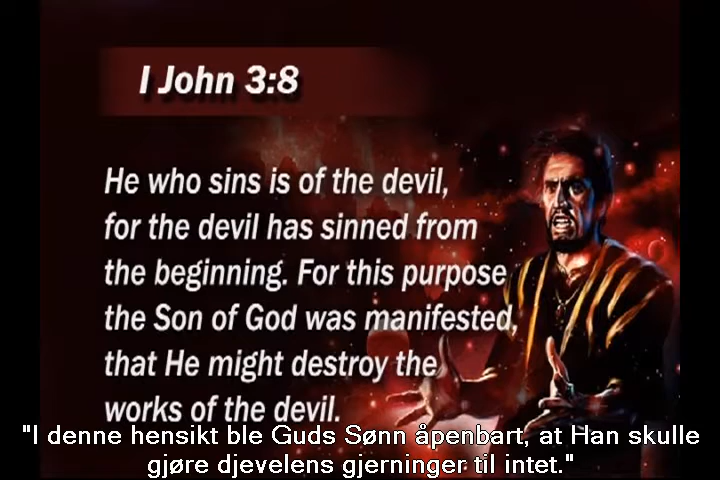 I John 3:8
He who sins is of the devil,
for the devil has sinned from
the beginning. For this purpose
the Son of God was manifested,
that He might destroy the
works of the devil.
"I denne hensikt ble Guds Sønn åpenbart, at Han skulle
gjøre djevelens gjerninger til intet."